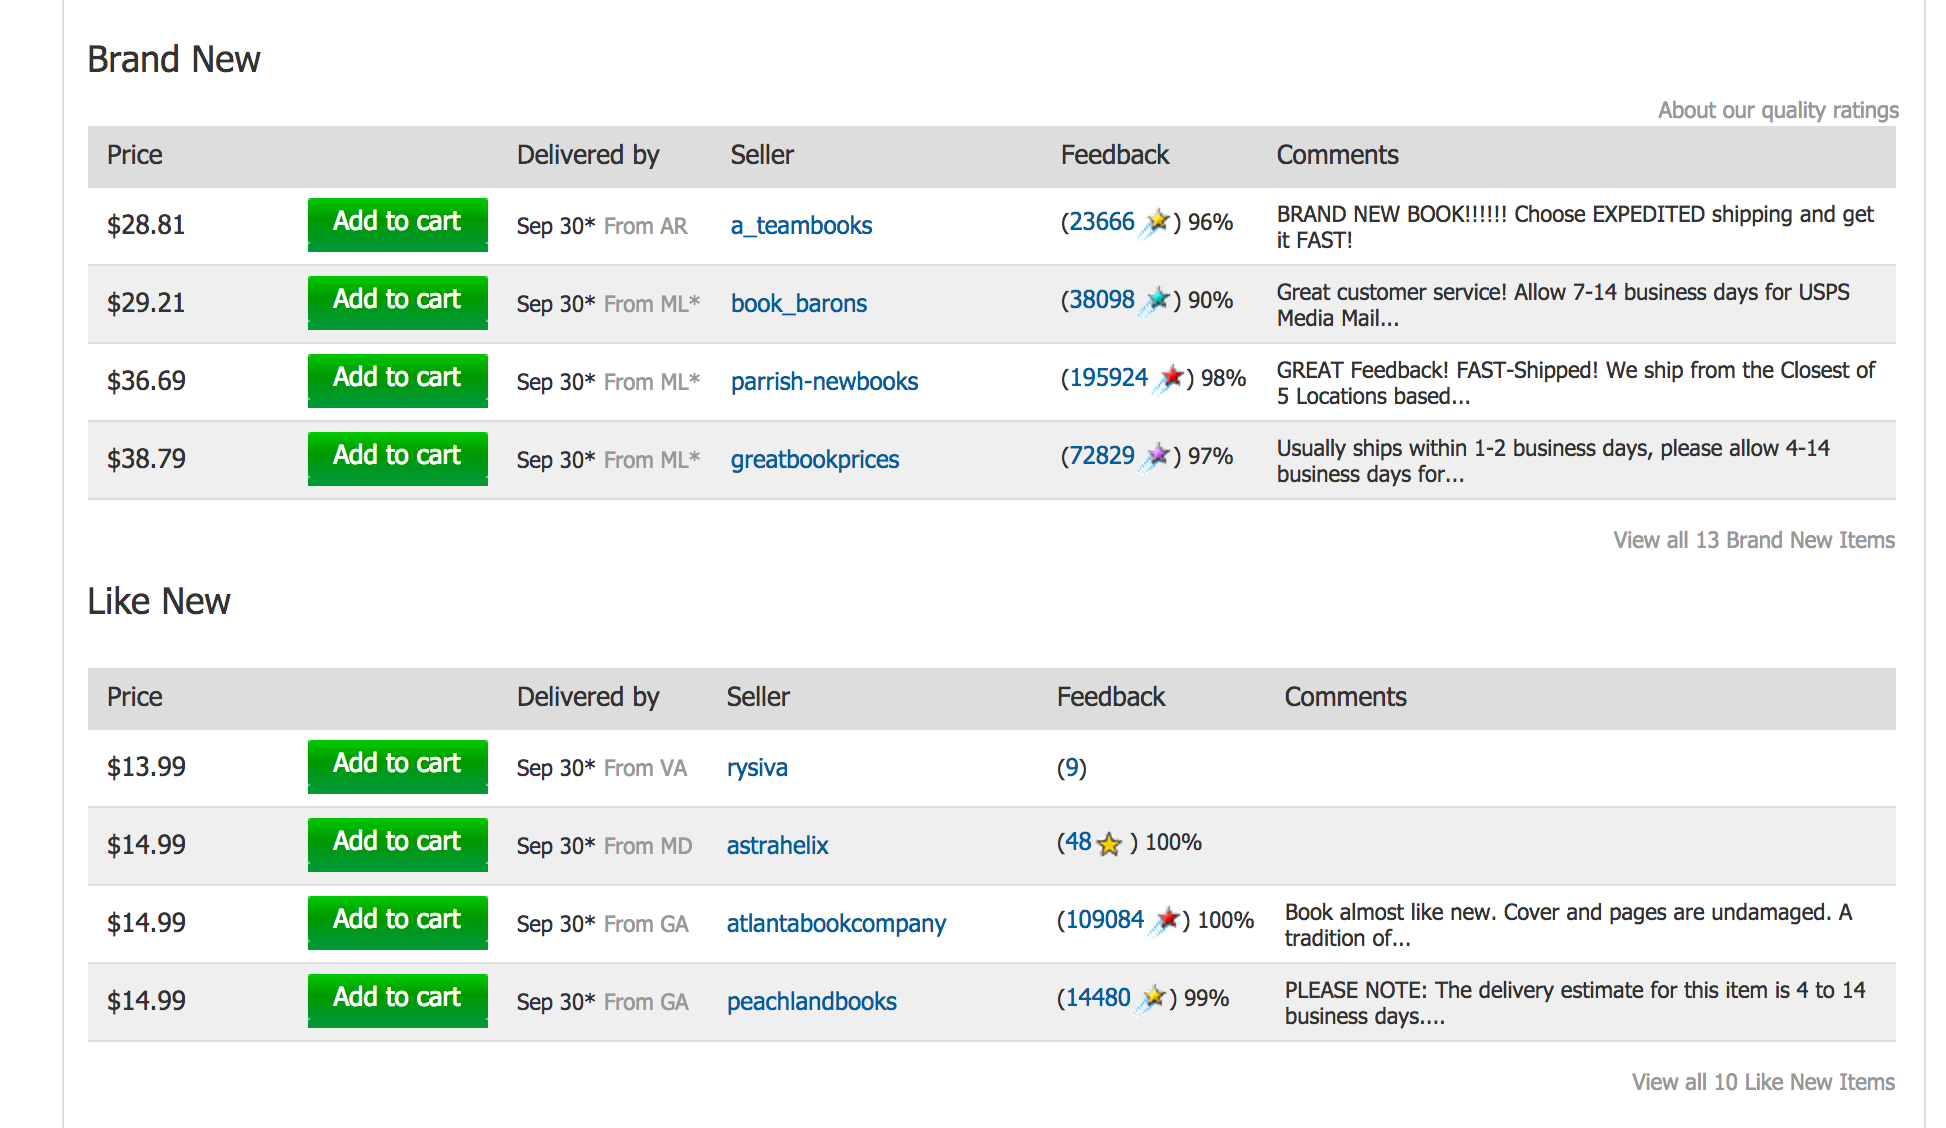 Brand New
About our quality ratings
Price Delivered by Seller Feedback Comments
$28.81 Add to cart Sep 30* From AR a_teambooks (23666 ) 96% BRAND NEW BOOK!!!!!! Choose EXPEDITED shipping and get
it FAST!
$29.21 Add to cart Sep 30* From ML* book_barons (38098 ) 90% Great customer service! Allow 7-14 business days for USPS
Media Mail...
$36.69 Add to cart Sep 30* From ML* parrish-newbooks (195924 ) 98% GREAT Feedback! FAST-Shipped! We ship from the Closest of
5 Locations based...
$38.79 Add to cart Sep 30* From ML* greatbookprices (72829 ) 97% Usually ships within 1-2 business days, please allow 4-14
business days for...
View all 13 Brand New Items
Like New
Price Delivered by Seller Feedback Comments
$13.99 Add to cart Sep 30* From VA rysiva (9)
$14.99 Add to cart Sep 30* From MD astrahelix (48 ) 100%
$14.99 Add to cart Sep 30* From GA atlantabookcompany (109084 ) 100% Book almost like new. Cover and pages are undamaged. A
tradition of...
$14.99 Add to cart Sep 30* From GA peachlandbooks (14480 ) 99% PLEASE NOTE: The delivery estimate for this item is 4 to 14
business days....
View all 10 Like New Items